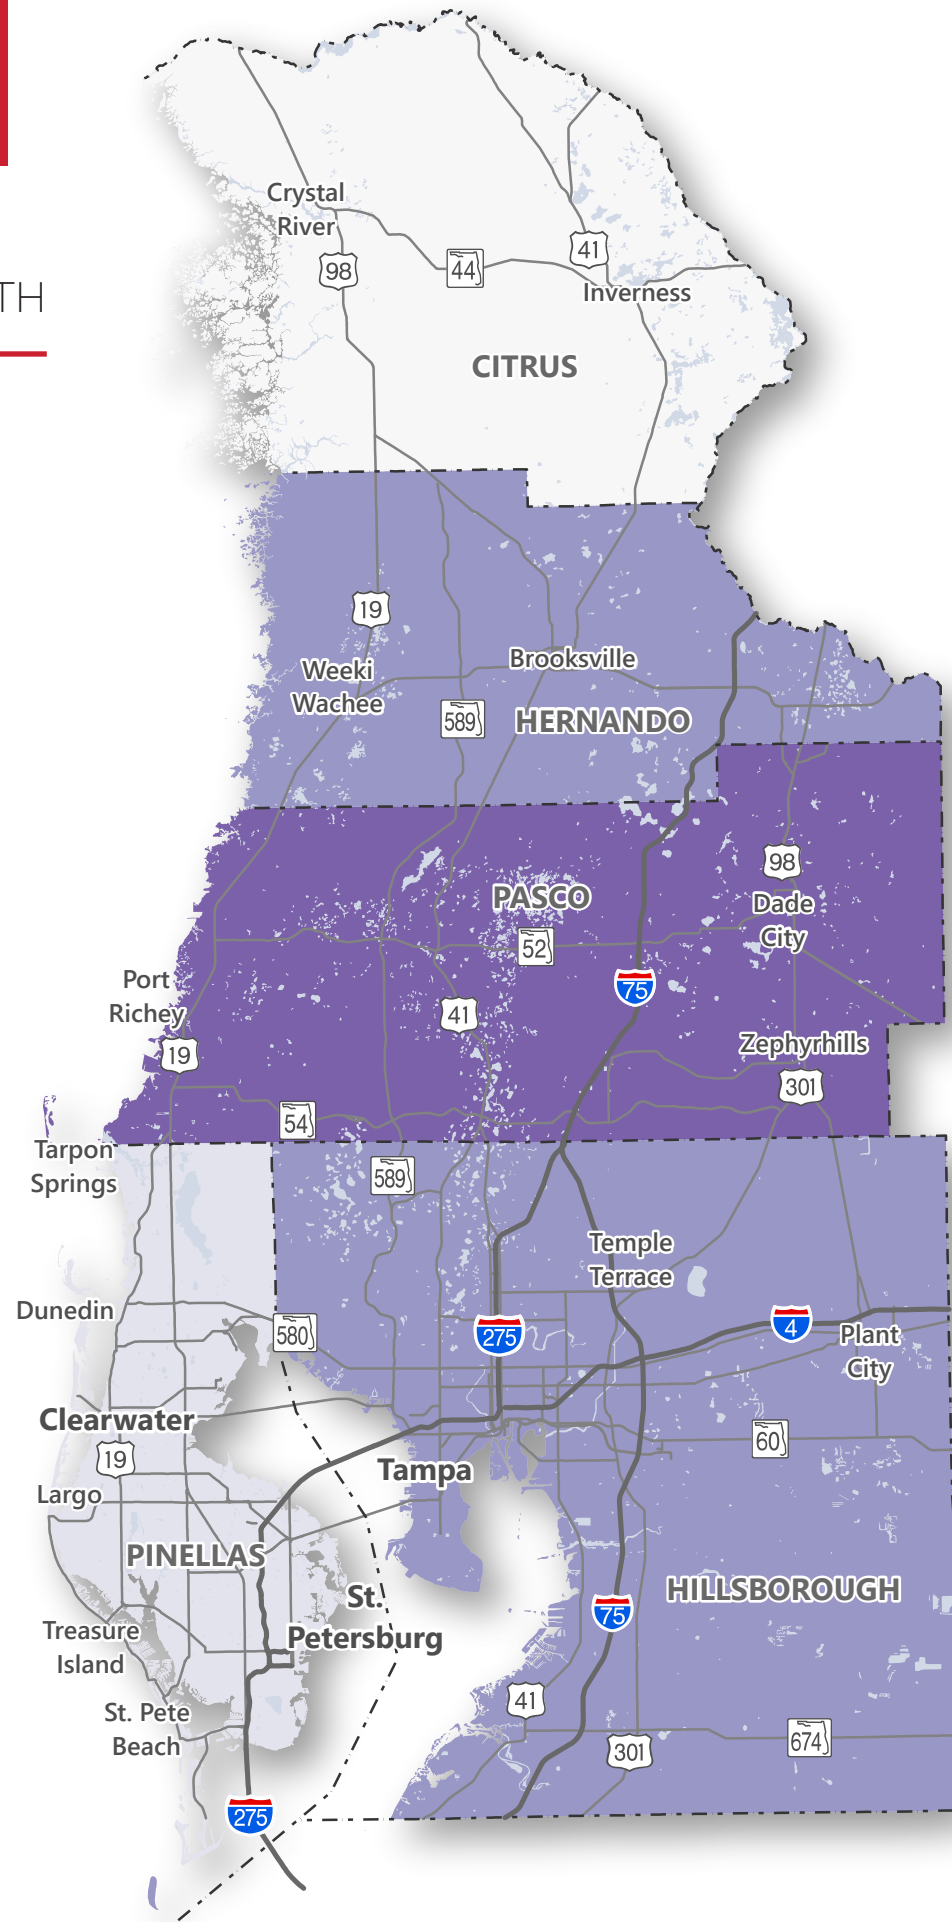 Crystal
River
98
44
41
TH
Inverness
CITRUS
19
Weeki
Wachee
Brooksville
589
HERNANDO
98
PASCO
Dade
City
52
Port
Richey
75
41
19
Zephyrhills
301
54
Tarpon
Springs
589
Temple
Terrace
Dunedin
580
275
4
Plant
City
Clearwater
60
19
Tampa
Largo
PINELLAS
HILLSBOROUGH
St.
Petersburg
75
Treasure
Island
41
St. Pete
Beach
301
674
275